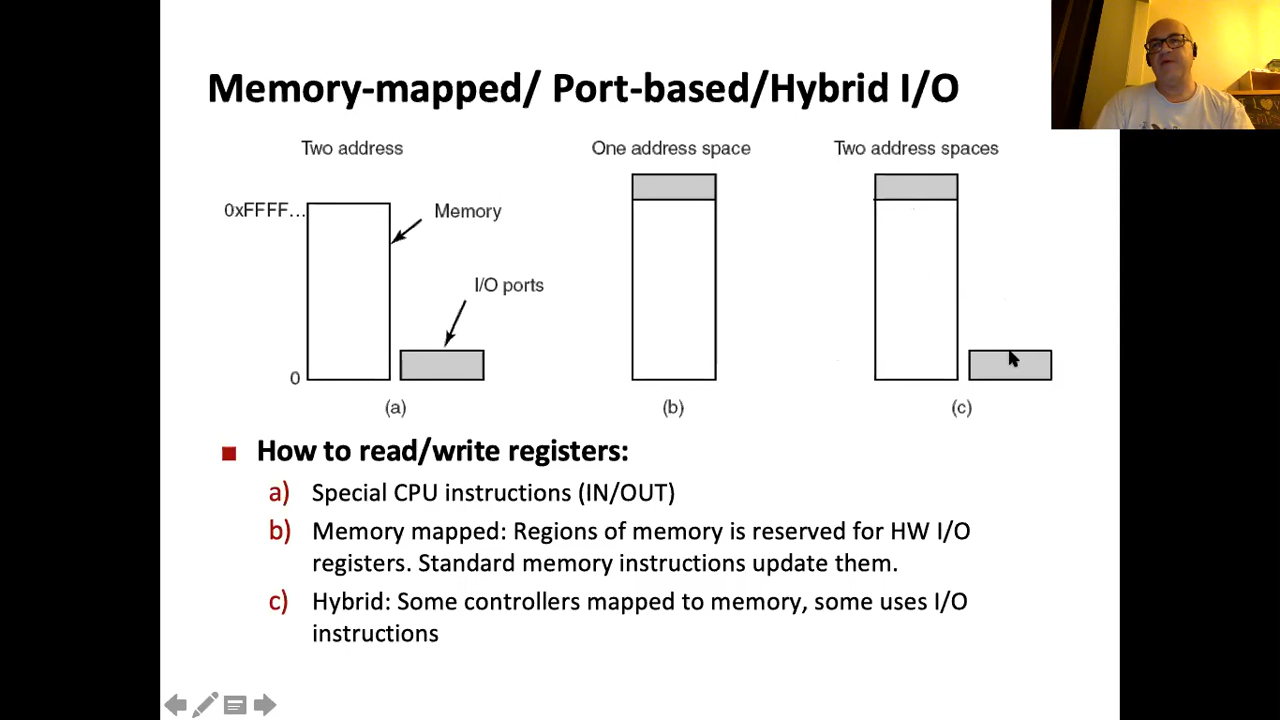 Memory-mapped/ Port-based/Hybrid I/O
Two address
One address space
Two address spaces
0xFFFF...
Memory
I/O ports
0
(a)
(b)
(c)
How to read/write registers:
a) Special CPU instructions (IN/OUT)
b) Memory mapped: Regions of memory is reserved for HW I/O
registers. Standard memory instructions update them.
c) Hybrid: Some controllers mapped to memory, some uses I/O
instructions